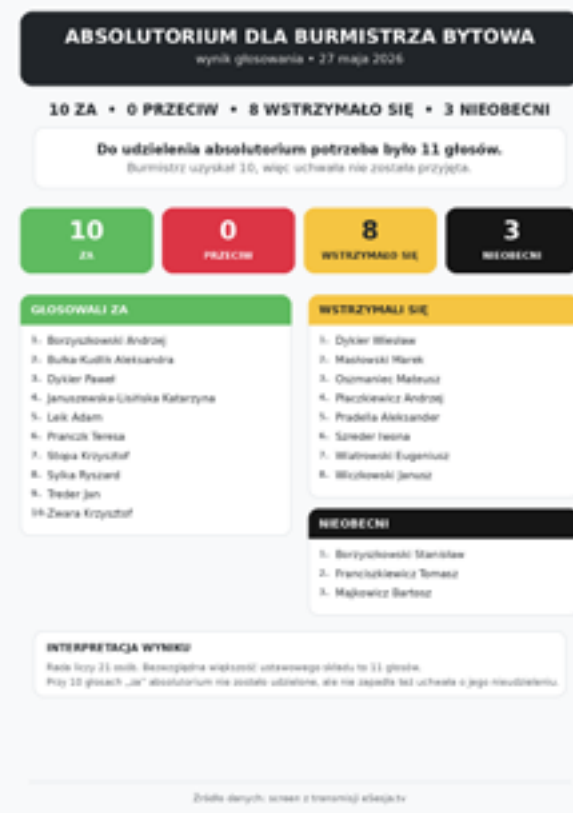 ABSOLUTORIUM DLA BURMISTRZA BYTOWA
wynik głosowania • 27 maja 2026
10 ZA • 0 PRZECIW • 8 WSTRZYMAŁO SIĘ • 3 NIEOBECNI
Do udzielenia absolutorium potrzeba było 11 głosów.
Burmistrz uzyskał 10, więc uchwała nie została przyjęta.
10
ZA
0
PRZECIW
8
WSTRZYMAŁO SIĘ
3
NIEOBECNI
GŁOSOWALI ZA
1. Borzyszkowski Andrzej
2. Bułka-Kudlik Aleksandra
3. Dykier Paweł
4. Januszewska-Lisińska Katarzyna
5. Leik Adam
6. Pranczk Teresa
7. Stopa Krzysztof
8. Sylka Ryszard
9. Treder Jan
10. Zwara Krzysztof
WSTRZYMALI SIĘ
1. Dykier Wiesław
2. Masłowski Marek
3. Oszmaniec Mateusz
4. Płaczkiewicz Andrzej
5. Pradella Aleksander
6. Szreder Iwona
7. Wiatrowski Eugeniusz
8. Wiczkowski Janusz
NIEOBECNI
1. Borzyszkowski Stanisław
2. Franciszkiewicz Tomasz
3. Majkowicz Bartosz
INTERPRETACJA WYNIKU
Rada liczy 21 osób. Bezwzględna większość ustawowego składu to 11 głosów.
Przy 10 głosach „za” absolutorium nie zostało udzielone, ale nie zapadła też uchwała o jego nieudzieleniu.
Źródło danych: screen z transmisji eSesja.tv